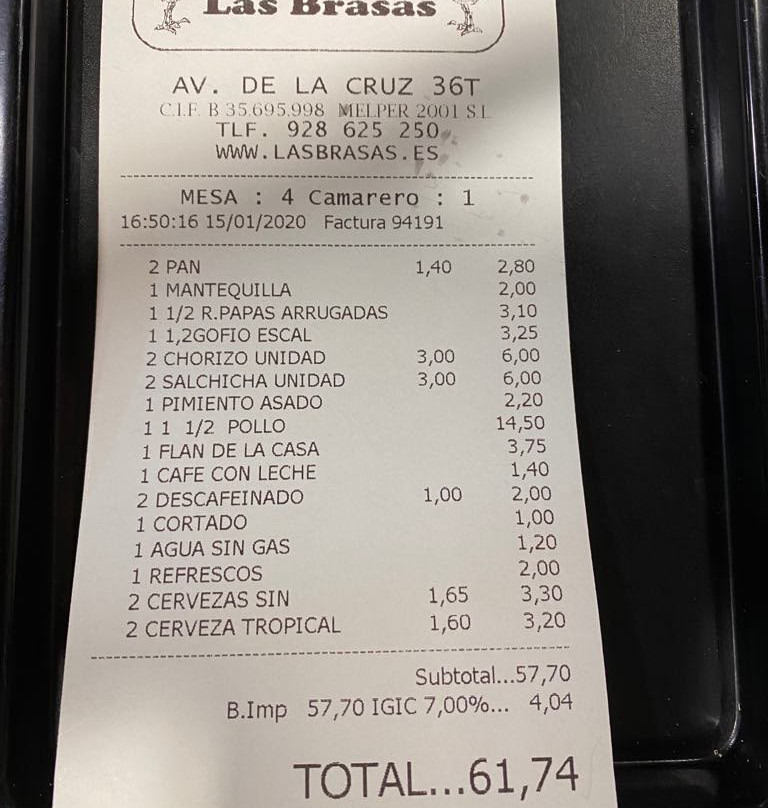 Las Brasas
AV. DE LA CRUZ 36T
C.I.F. B 35.695.998 MELPER 2001 S.L
TLF. 928 625 250
WWW.LASBRASAS.ES
MESA : 4 Camarero : 1
16:50:16 15/01/2020 Factura 94191
2 PAN 1,40 2,80
1 MANTEQUILLA 2,00
1 1/2 R.PAPAS ARRUGADAS 3,10
1 1,2GOFIO ESCAL 3,25
2 CHORIZO UNIDAD 3,00 6,00
2 SALCHICHA UNIDAD 3,00 6,00
1 PIMIENTO ASADO 2,20
1 1 1/2 POLLO 14,50
1 FLAN DE LA CASA 3,75
1 CAFE CON LECHE 1,40
2 DESCAFEINADO 1,00 2,00
1 CORTADO 1,00
1 AGUA SIN GAS 1,20
1 REFRESCOS 2,00
2 CERVEZAS SIN 1,65 3,30
2 CERVEZA TROPICAL 1,60 3,20
Subtotal...57,70
B.Imp 57,70 IGIC 7,00%... 4,04
TOTAL...61,74